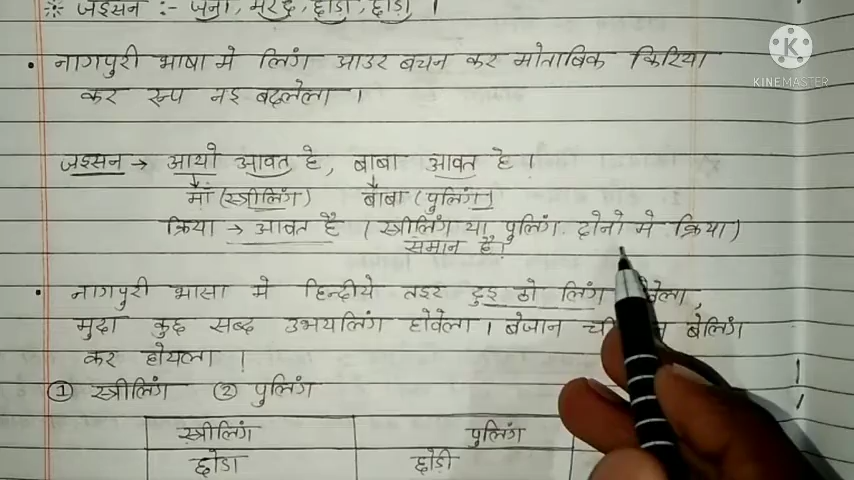 ※ जइसन :- जुना, मरद, छोडा, छोड़ा ।
K
KINEMASTER
• नागपुरी भाषा मे लिंग आउर बचन कर मोताबिक किरिया
कर रूप नइ बदलेला ।
जइसन → आयो आवत हे, बाबा आवत हे ।
माँ (स्त्रीलिंग) बाबा (पुलिंग)
क्रिया → आवत हैं ( स्त्रीलिंग या पुलिंग दोनो मे क्रिया)
समान हैं।
• नागपुरी भासा मे हिन्दीये तइर दुइ ठो लिंग
मुदा कुछ सब्द उभयलिंग होवेला । बेजान बेलिंग
कर होयला ।
① स्त्रीलिंग ② पुलिंग
स्त्रीलिंग पुलिंग
छोडा छोडी